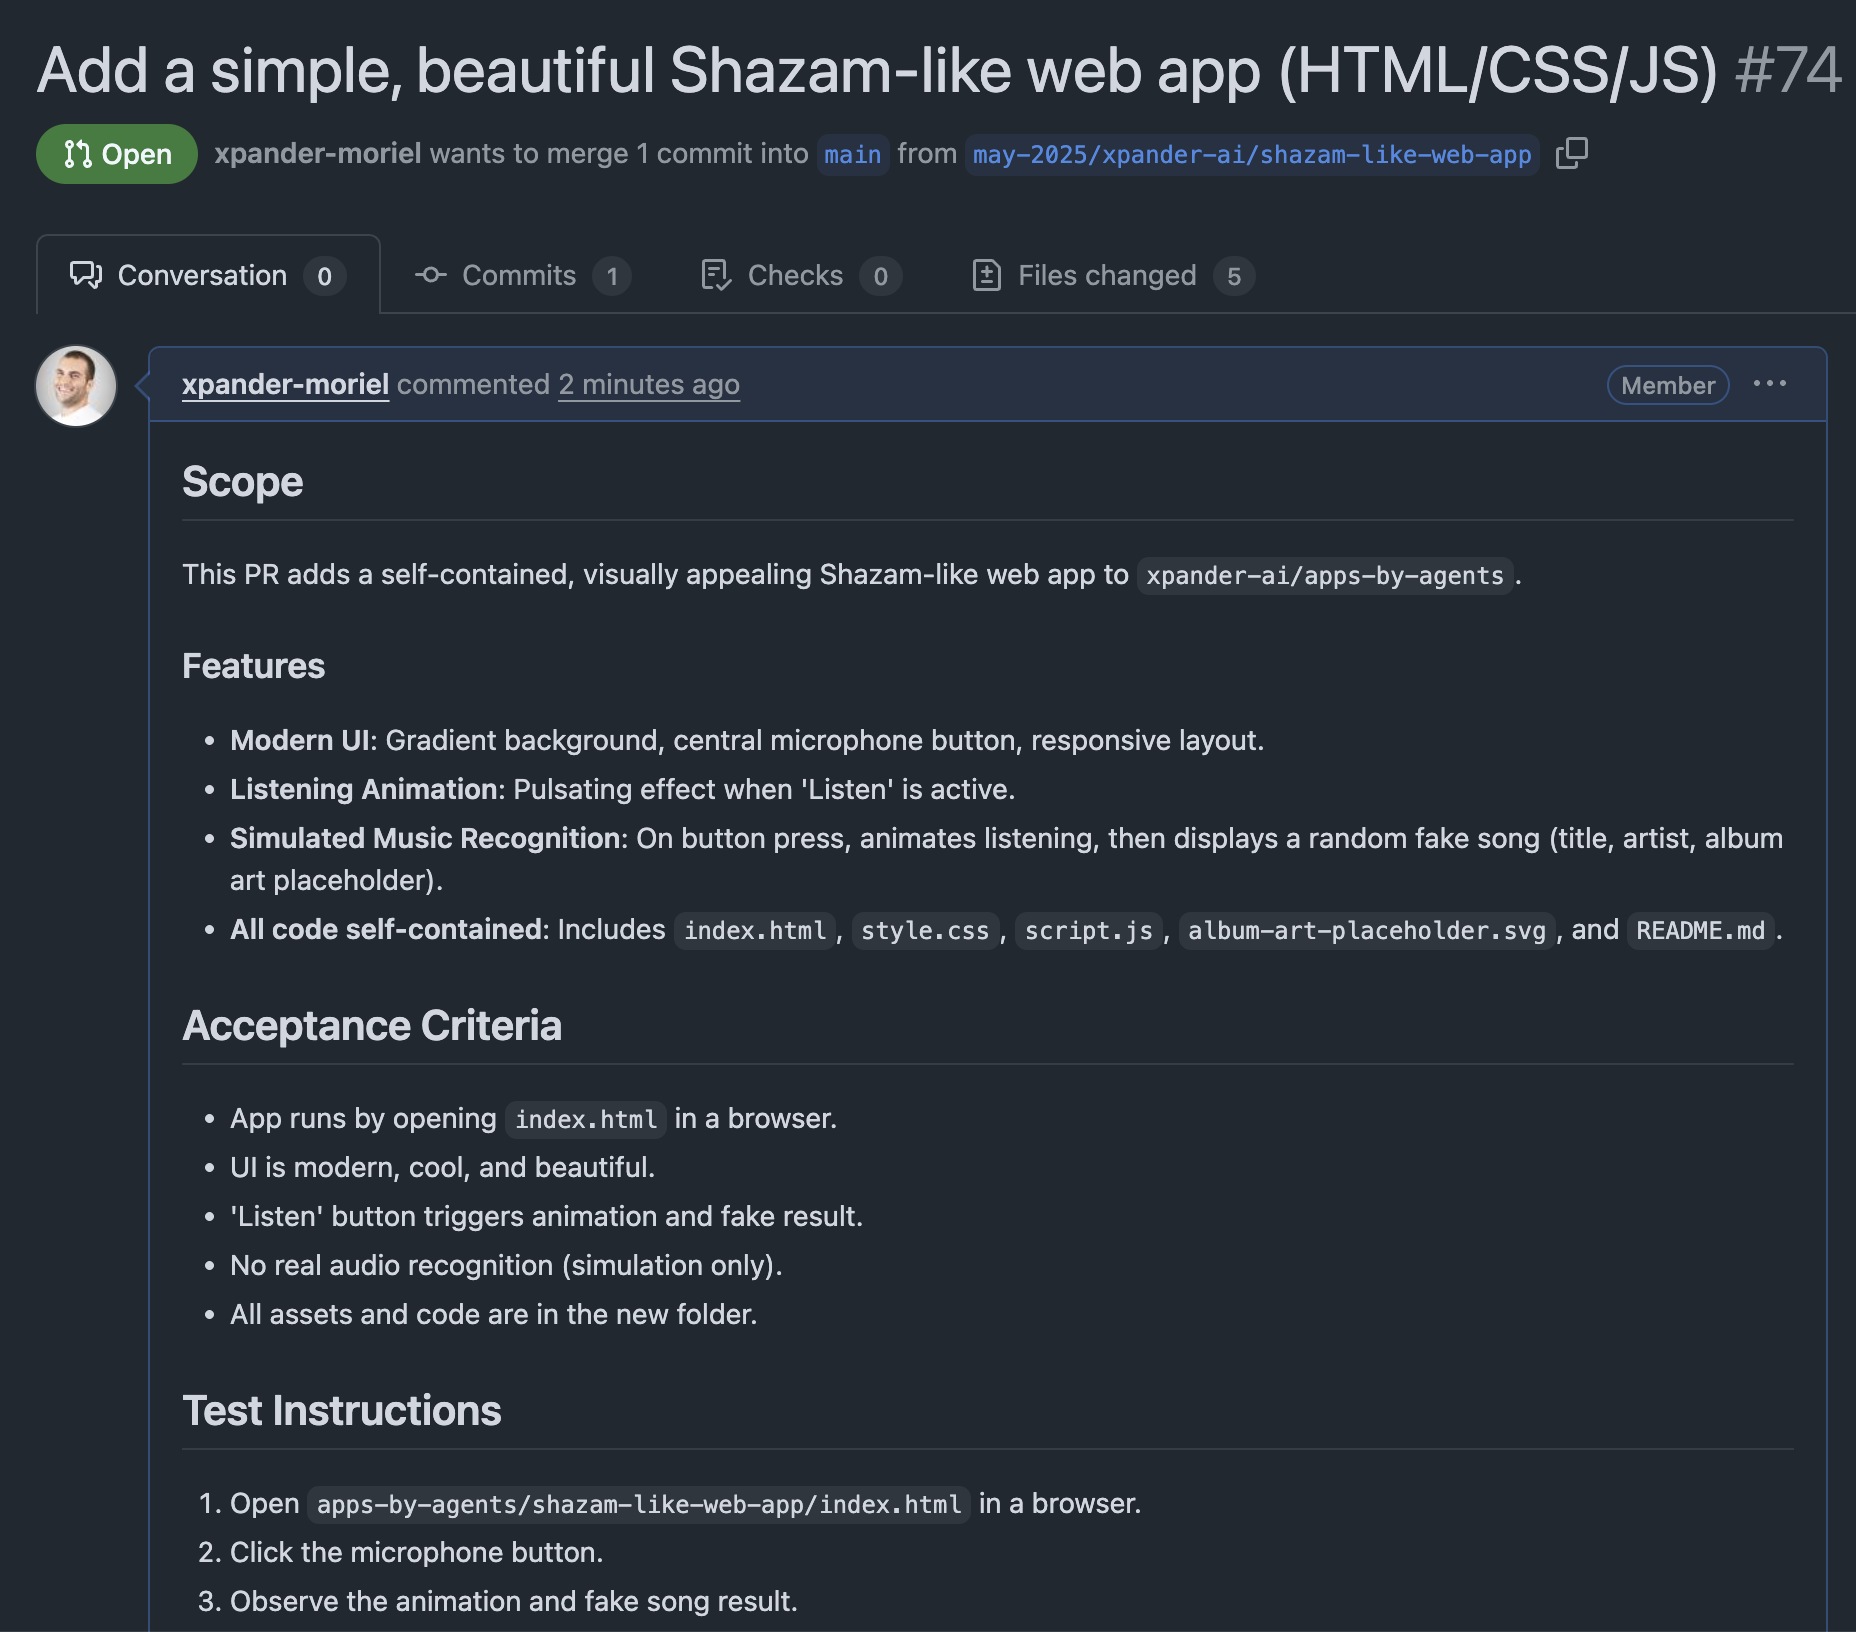 Add a simple, beautiful Shazam-like web app (HTML/CSS/JS) #74
Open xpander-moriel wants to merge 1 commit into main from may-2025/xpander-ai/shazam-like-web-app
Conversation 0 Commits 1 Checks 0 Files changed 5
xpander-moriel commented 2 minutes ago Member ...
Scope
This PR adds a self-contained, visually appealing Shazam-like web app to xpander-ai/apps-by-agents.
Features
• Modern UI: Gradient background, central microphone button, responsive layout.
• Listening Animation: Pulsating effect when 'Listen' is active.
• Simulated Music Recognition: On button press, animates listening, then displays a random fake song (title, artist, album
art placeholder).
• All code self-contained: Includes index.html, style.css, script.js, album-art-placeholder.svg, and README.md.
Acceptance Criteria
• App runs by opening index.html in a browser.
• UI is modern, cool, and beautiful.
• 'Listen' button triggers animation and fake result.
• No real audio recognition (simulation only).
• All assets and code are in the new folder.
Test Instructions
1. Open apps-by-agents/shazam-like-web-app/index.html in a browser.
2. Click the microphone button.
3. Observe the animation and fake song result.